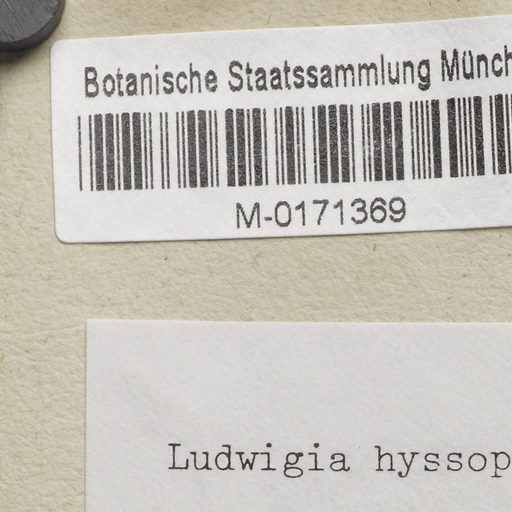 Botanische Staatssammlung Münch
M-0171369
Ludwigia hyssop